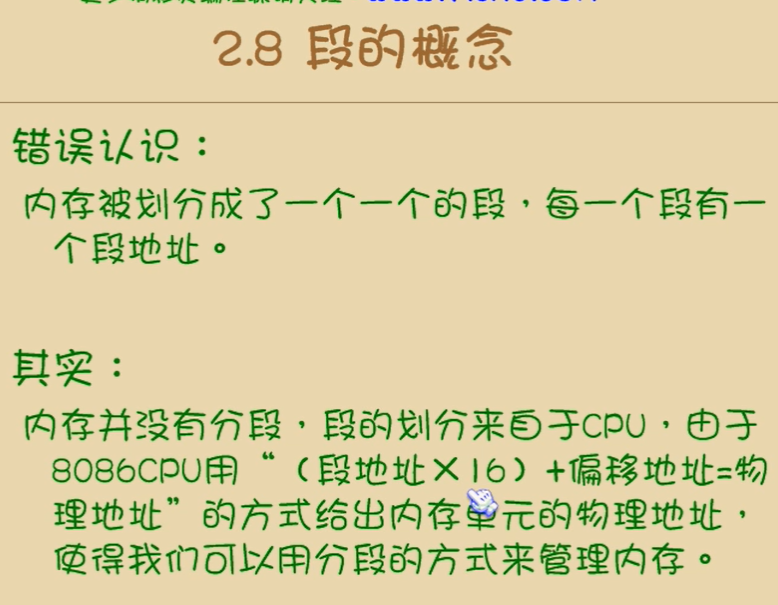 2.8 段的概念
错误认识：
内存被划分成了一个一个的段，每一个段有一
个段地址。
其实：
内存并没有分段，段的划分来自于CPU，由于
8086CPU用“（段地址×16）+偏移地址=物
理地址”的方式给出内存单元的物理地址，
使得我们可以用分段的方式来管理内存。